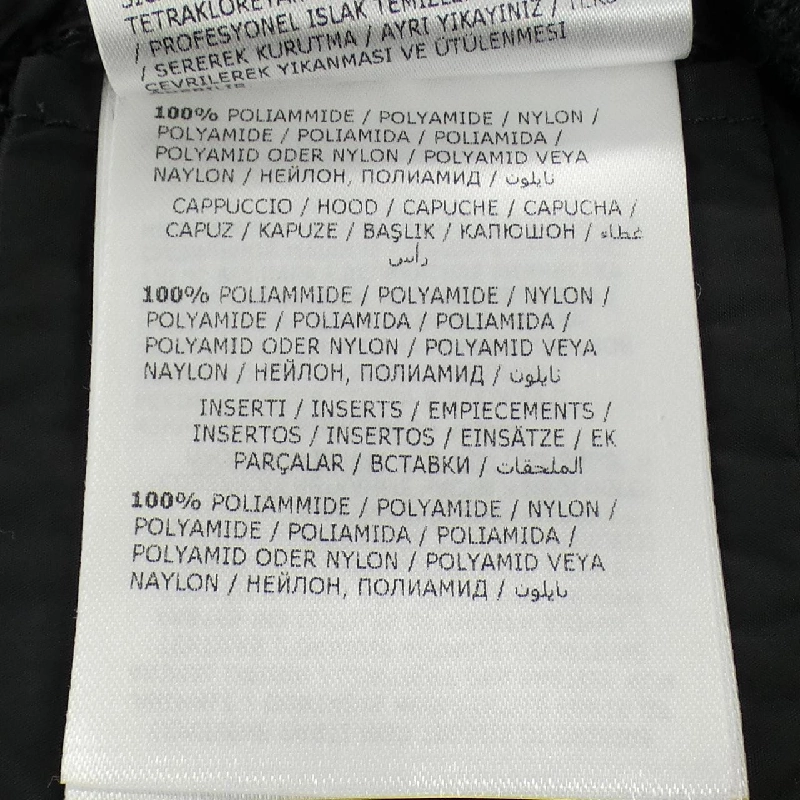 TETRAKLORETAN
/ PROFESYONEL ISLAK TEMİZLE
/ SEREREK KURUTMA / AYRI YIKAYINIZ /
ÇEVRİLEREK YIKANMASI VE ÜTÜLENMESİ
100% POLIAMMIDE / POLYAMIDE / NYLON /
POLYAMIDE / POLIAMIDA / POLIAMIDA /
POLYAMID ODER NYLON / POLYAMID VEYA
NAYLON / НЕЙЛОН, ПОЛИАМИД / نايلون
CAPPUCCIO / HOOD / CAPUCHE / CAPUCHA /
CAPUZ / KAPUZE / BAŞLIK / КАПЮШОН / غطاء
رأس
100% POLIAMMIDE / POLYAMIDE / NYLON /
POLYAMIDE / POLIAMIDA / POLIAMIDA /
POLYAMID ODER NYLON / POLYAMID VEYA
NAYLON / НЕЙЛОН, ПОЛИАМИД / نايلون
INSERTI / INSERTS / EMPIECEMENTS /
INSERTOS / INSERTOS / EINSÄTZE / EK
PARÇALAR / ВСТАВКИ / الملحقات
100% POLIAMMIDE / POLYAMIDE / NYLON /
POLYAMIDE / POLIAMIDA / POLIAMIDA /
POLYAMID ODER NYLON / POLYAMID VEYA
NAYLON / НЕЙЛОН, ПОЛИАМИД / نايلون